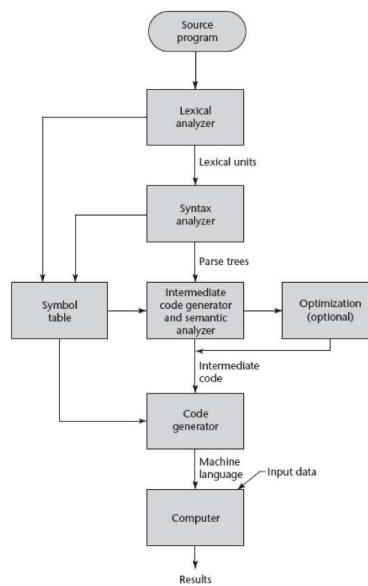 Source
program
Lexical
analyzer
Lexical units
Syntax
analyzer
Parse trees
Symbol
table
Intermediate
code generator
and semantic
analyzer
Optimization
(optional)
Intermediate
code
Code
generator
Machine
language
Input data
Computer
Results